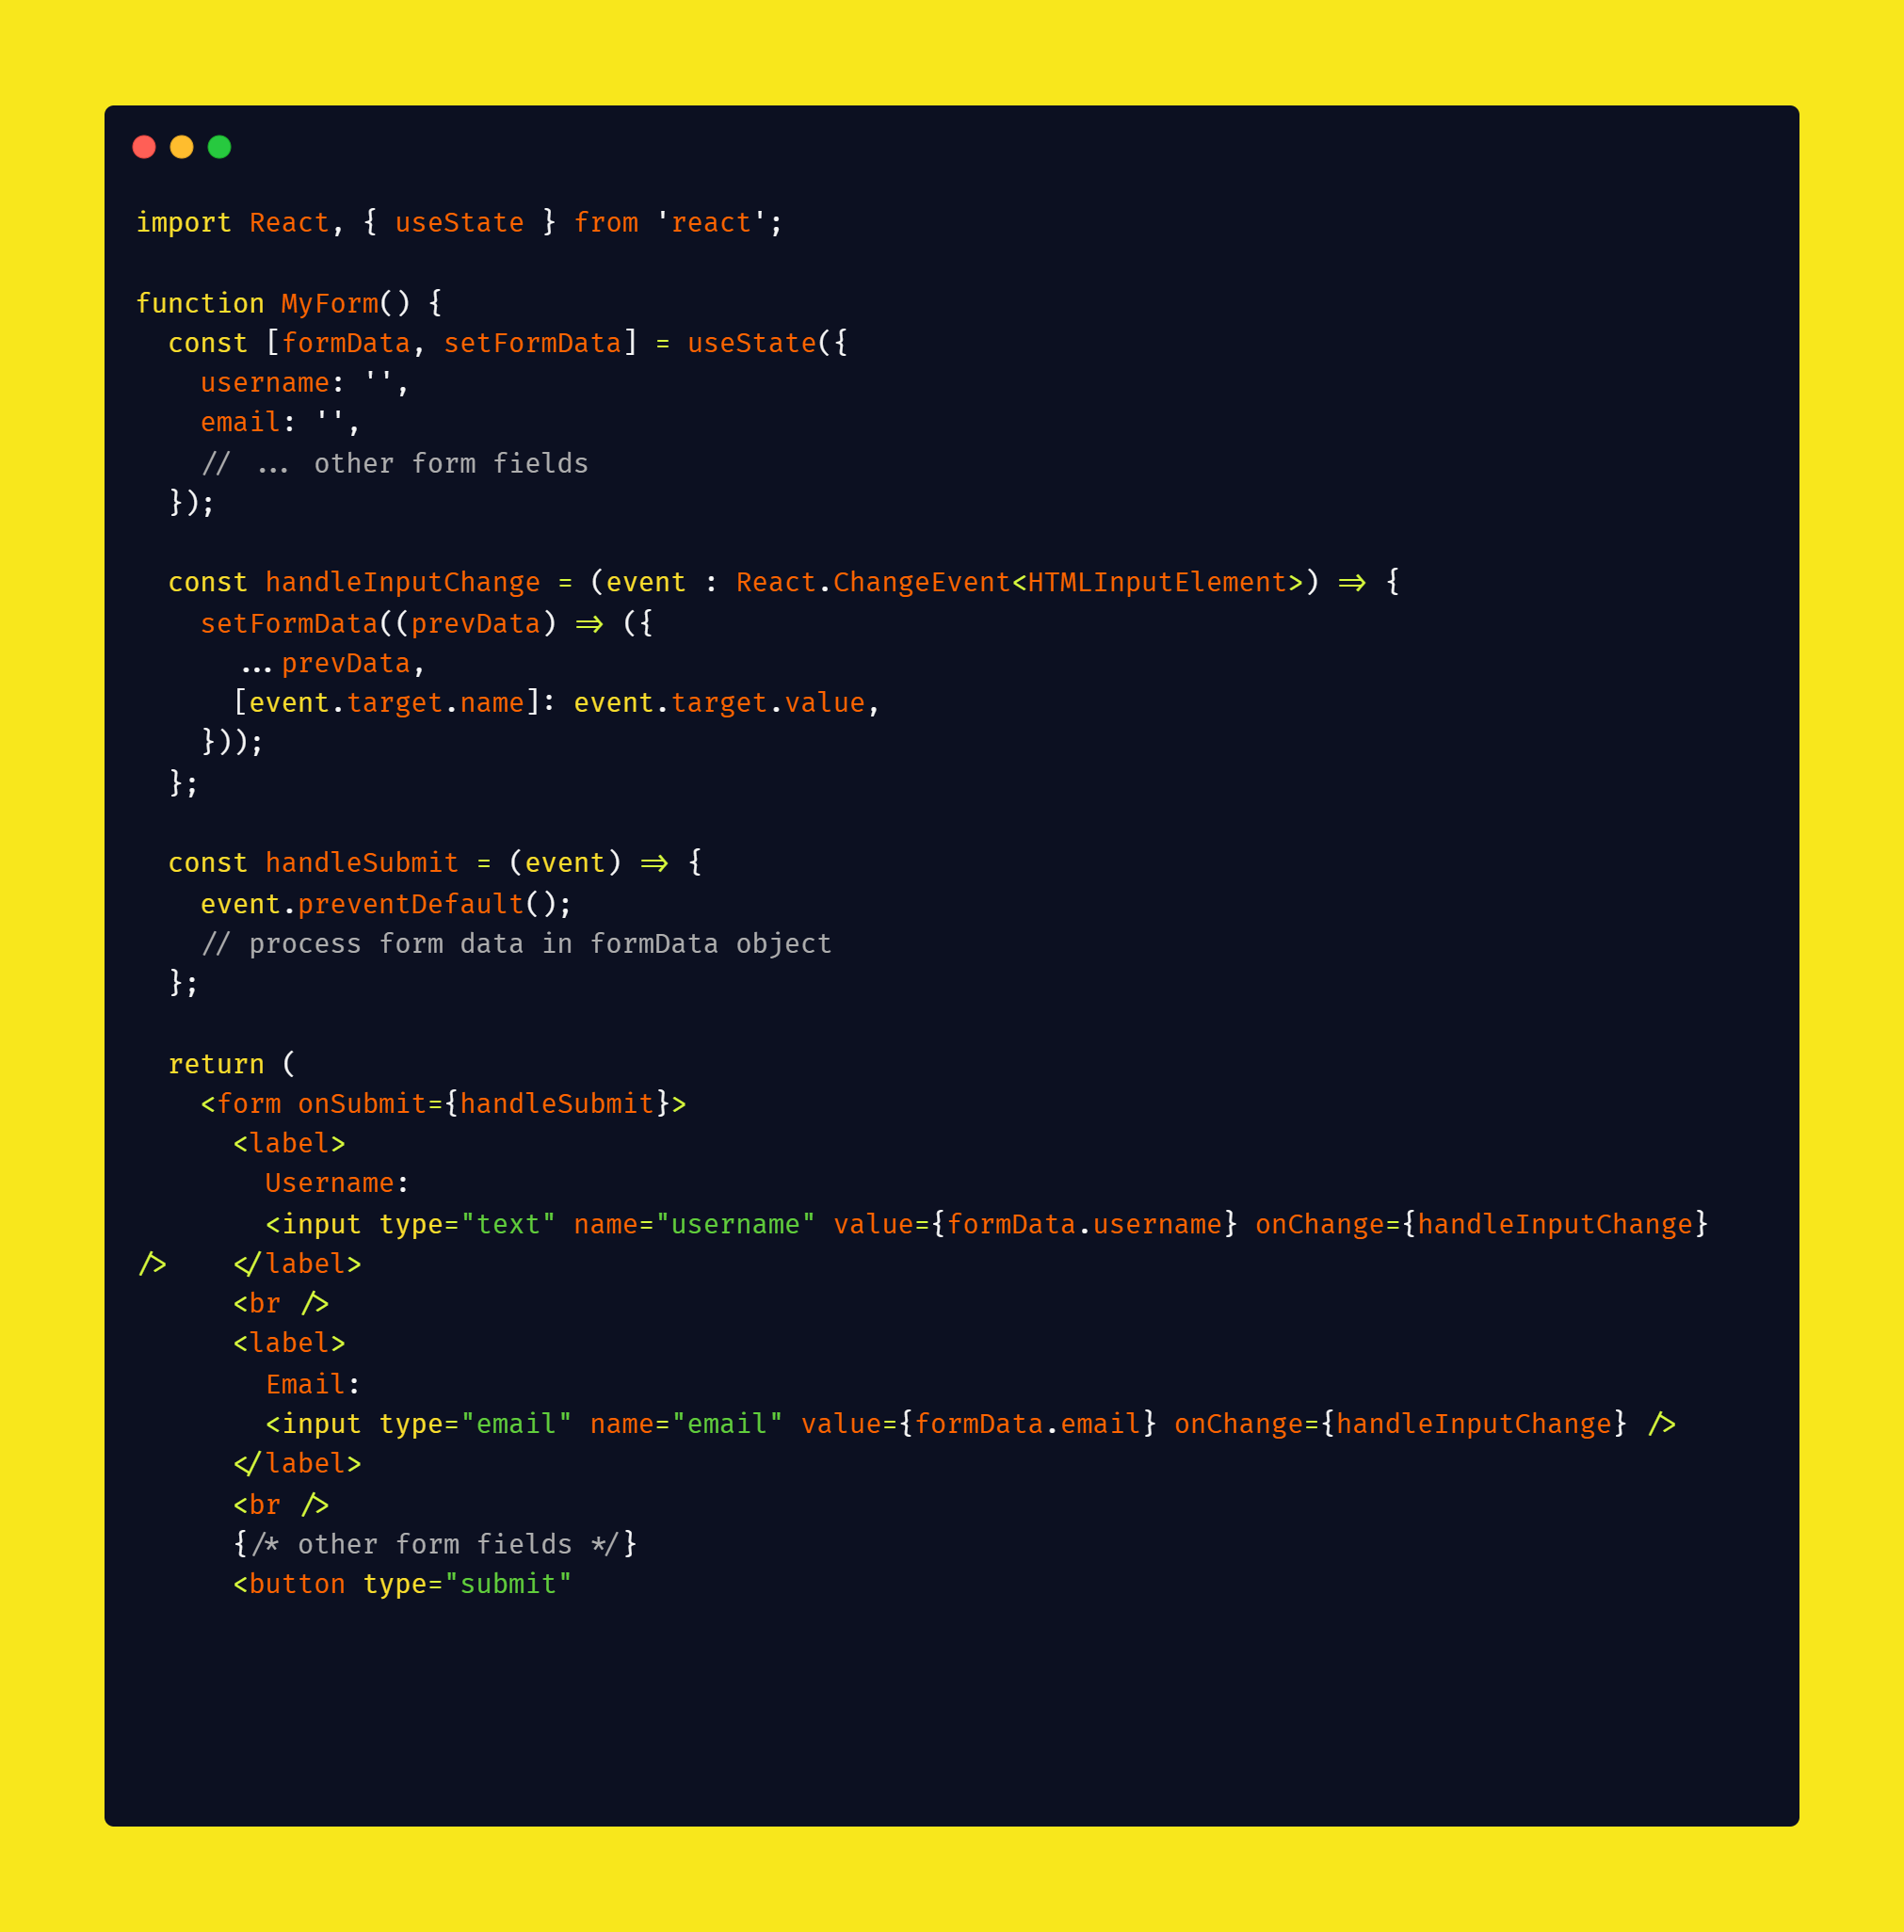 import React, { useState } from 'react';
function MyForm() {
const [formData, setFormData] = useState({
username: '',
email: '',
// ... other form fields
});
const handleInputChange = (event : React.ChangeEvent<HTMLInputElement>) => {
setFormData((prevData) => ({
...prevData,
[event.target.name]: event.target.value,
}));
};
const handleSubmit = (event) => {
event.preventDefault();
// process form data in formData object
};
return (
<form onSubmit={handleSubmit}>
<label>
Username:
<input type="text" name="username" value={formData.username} onChange={handleInputChange}
/>    </label>
<br />
<label>
Email:
<input type="email" name="email" value={formData.email} onChange={handleInputChange} />
</label>
<br />
{/* other form fields */}
<button type="submit"